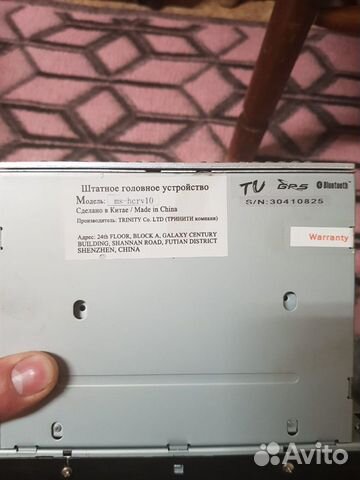 Штатное головное устройство
Модель: ms-hcrv10
Сделано в Китае / Made in China
Производитель: TRINITY Co. LTD (ТРИНИТИ компани)
Адрес: 24th FLOOR, BLOCK A, GALAXY CENTURY
BUILDING, SHANNAN ROAD, FUTIAN DISTRICT
SHENZHEN, CHINA
TV GPS Bluetooth
S/N:30410825
Warranty
Avito